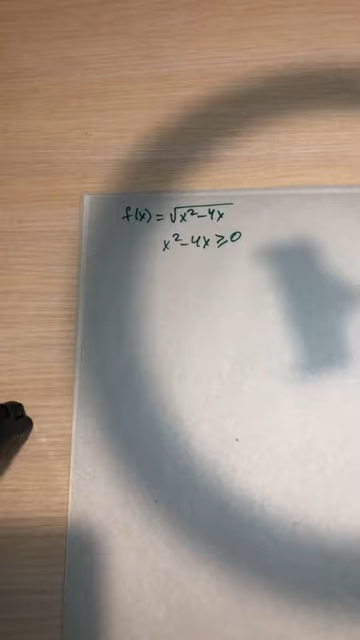 f(x) = √x²-4x
x²-4x ≥ 0